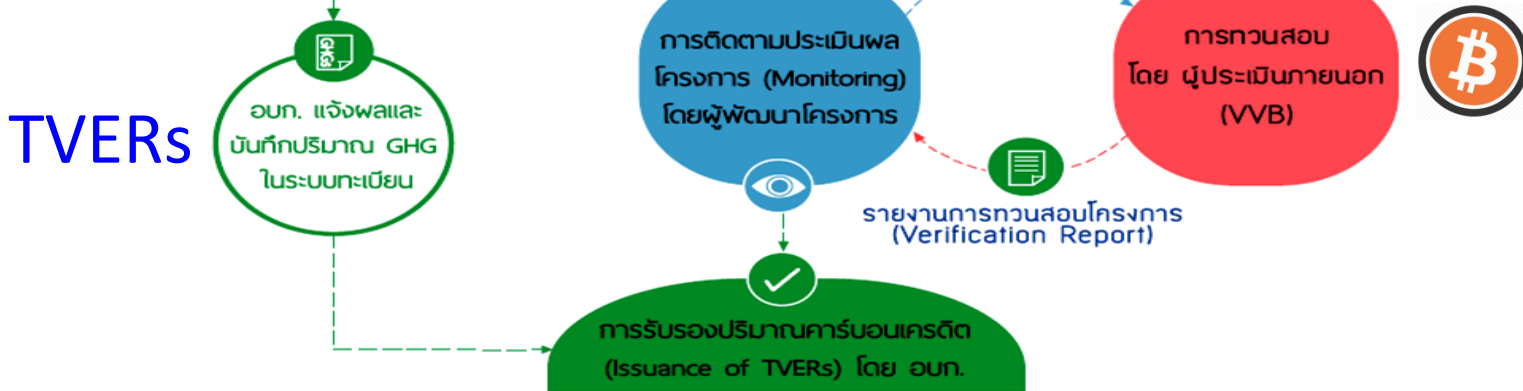 TVERs
GHGs
อบก. แจ้งผลและ
บันทึกปริมาณ GHG
ในระบบทะเบียน
การติดตามประเมินผล
โครงการ (Monitoring)
โดยผู้พัฒนาโครงการ
การทวนสอบ
โดย ผู้ประเมินภายนอก
(VVB)
รายงานการทวนสอบโครงการ
(Verification Report)
การรับรองปริมาณคาร์บอนเครดิต
(Issuance of TVERs) โดย อบก.